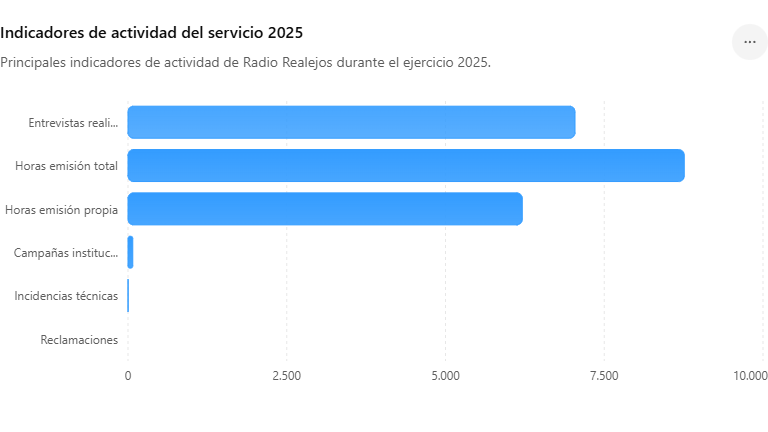 Indicadores de actividad del servicio 2025
Principales indicadores de actividad de Radio Realejos durante el ejercicio 2025.
Entrevistas reali...
Horas emisión total
Horas emisión propia
Campañas instituc...
Incidencias técnicas
Reclamaciones
0
2.500
5.000
7.500
10.000